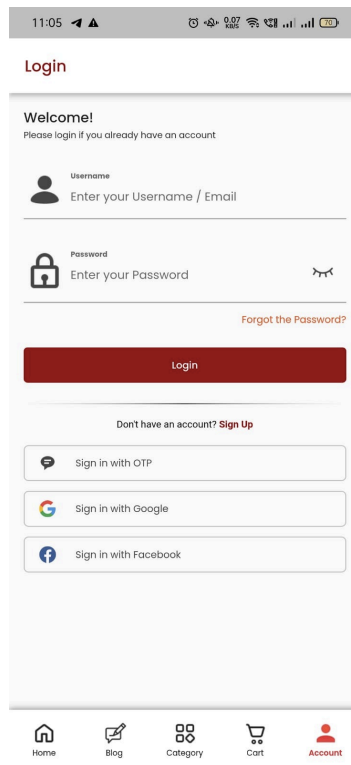 11:05
0.07
KB/S
70
Login
Welcome!
Please login if you already have an account
Username
Enter your Username / Email
Password
Enter your Password
Forgot the Password?
Login
Don't have an account? Sign Up
Sign in with OTP
Sign in with Google
Sign in with Facebook
Home Blog Category Cart Account